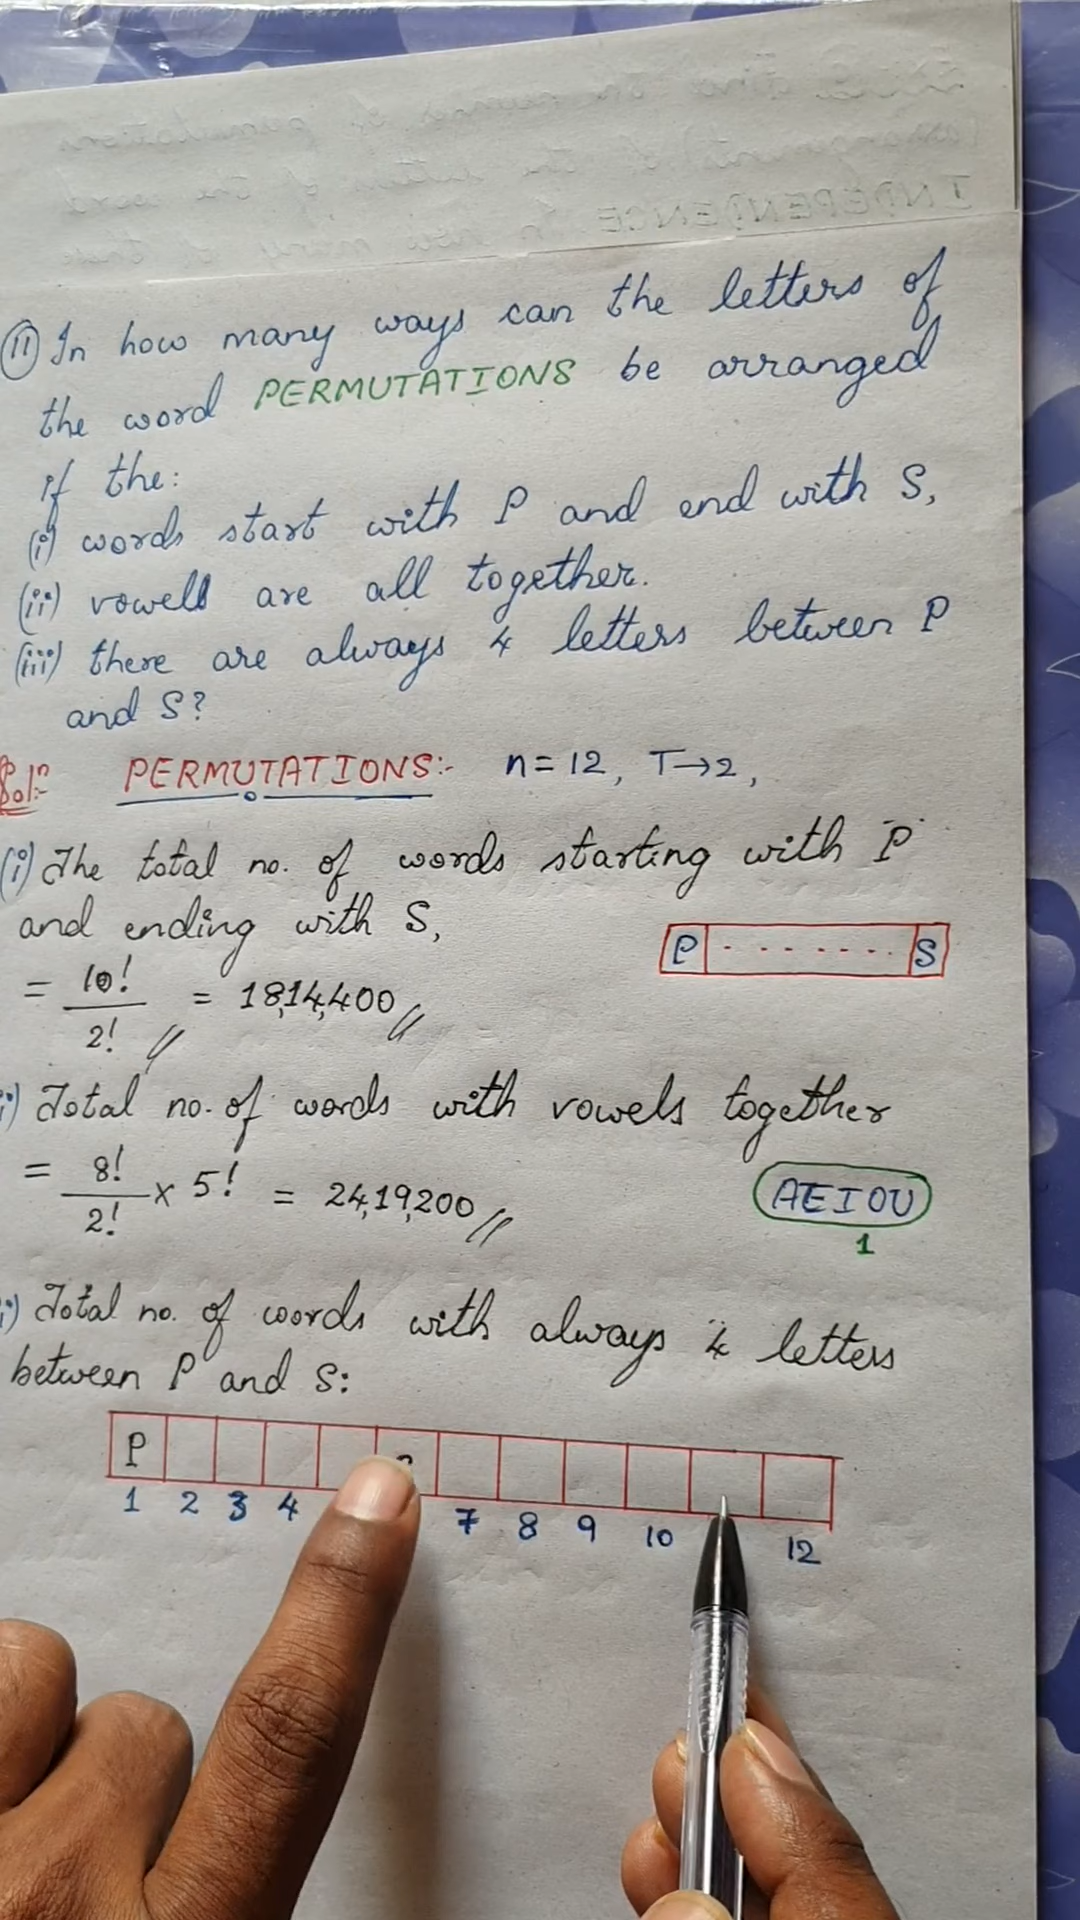 (11) In how many ways can the letters of
the word PERMUTATIONS be arranged
if the:
(i) words start with P and end with S,
(ii) vowels are all together.
(iii) there are always 4 letters between P
and S?
Sol:- PERMUTATIONS:- n=12, T→2,
(i) The total no. of words starting with P
and ending with S,
P ....... S
= 10!/2! = 18,14,400
i) Total no. of words with vowels together
= 8!/2! x 5! = 24,19,200
AEIOU
1
i) Total no. of words with always 4 letters
between P and S:
P
1 2 3 4 7 8 9 10 12
INDEPENDENCE